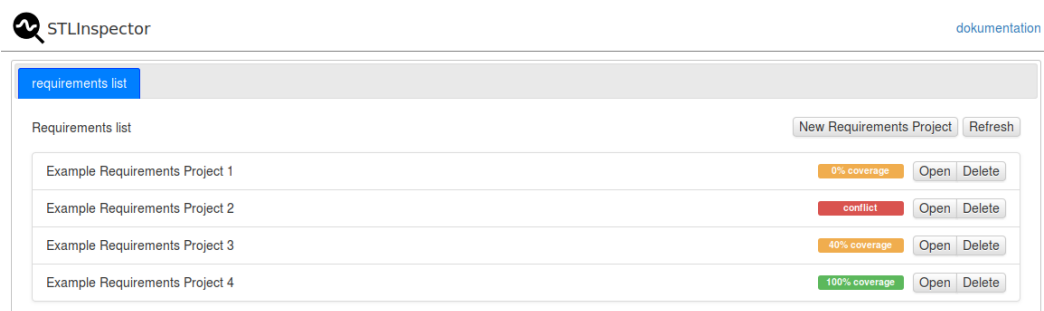 STLInspector dokumentation
requirements list
Requirements list New Requirements Project Refresh
Example Requirements Project 1 0% coverage Open Delete
Example Requirements Project 2 conflict Open Delete
Example Requirements Project 3 40% coverage Open Delete
Example Requirements Project 4 100% coverage Open Delete